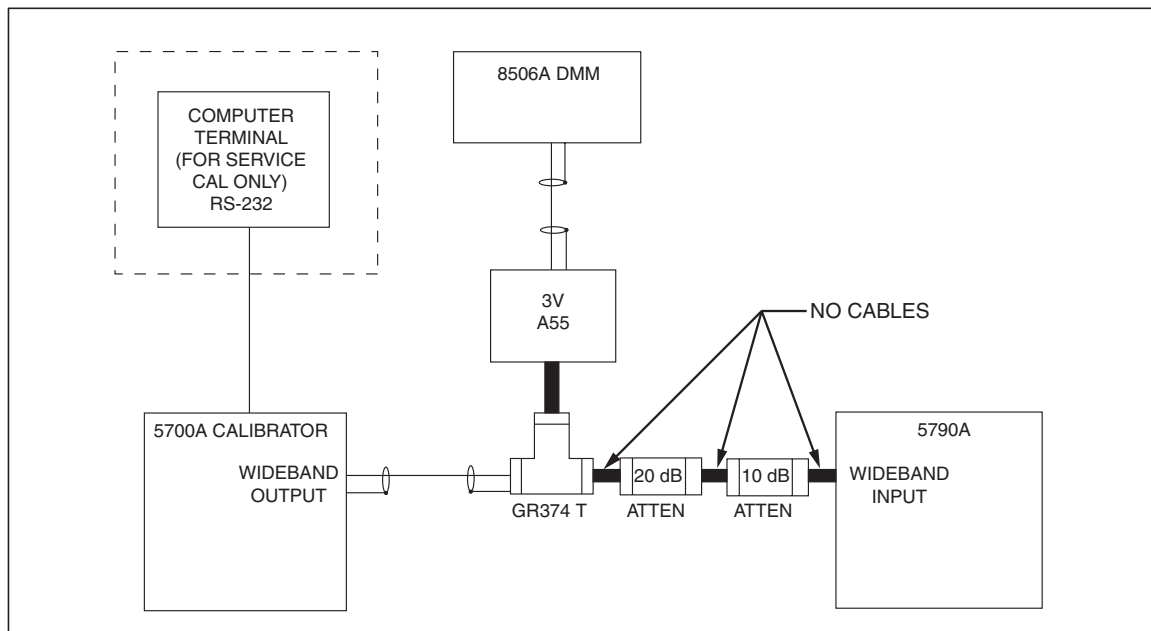 8506A DMM
COMPUTER
TERMINAL
(FOR SERVICE
CAL ONLY)
RS-232
3V
A55
NO CABLES
5700A CALIBRATOR
WIDEBAND
OUTPUT
GR374 T
20 dB
ATTEN
10 dB
ATTEN
5790A
WIDEBAND
INPUT